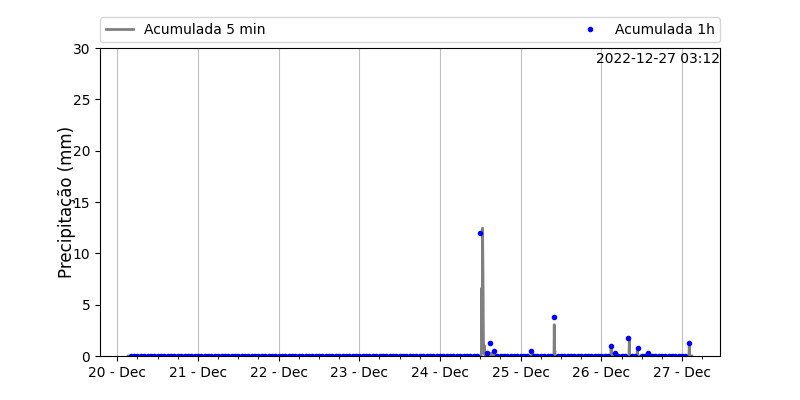 Acumulada 5 min
Acumulada 1h
2022-12-27 03:12
Precipitação (mm)
30
25
20
15
10
5
0
20 - Dec
21 - Dec
22 - Dec
23 - Dec
24 - Dec
25 - Dec
26 - Dec
27 - Dec